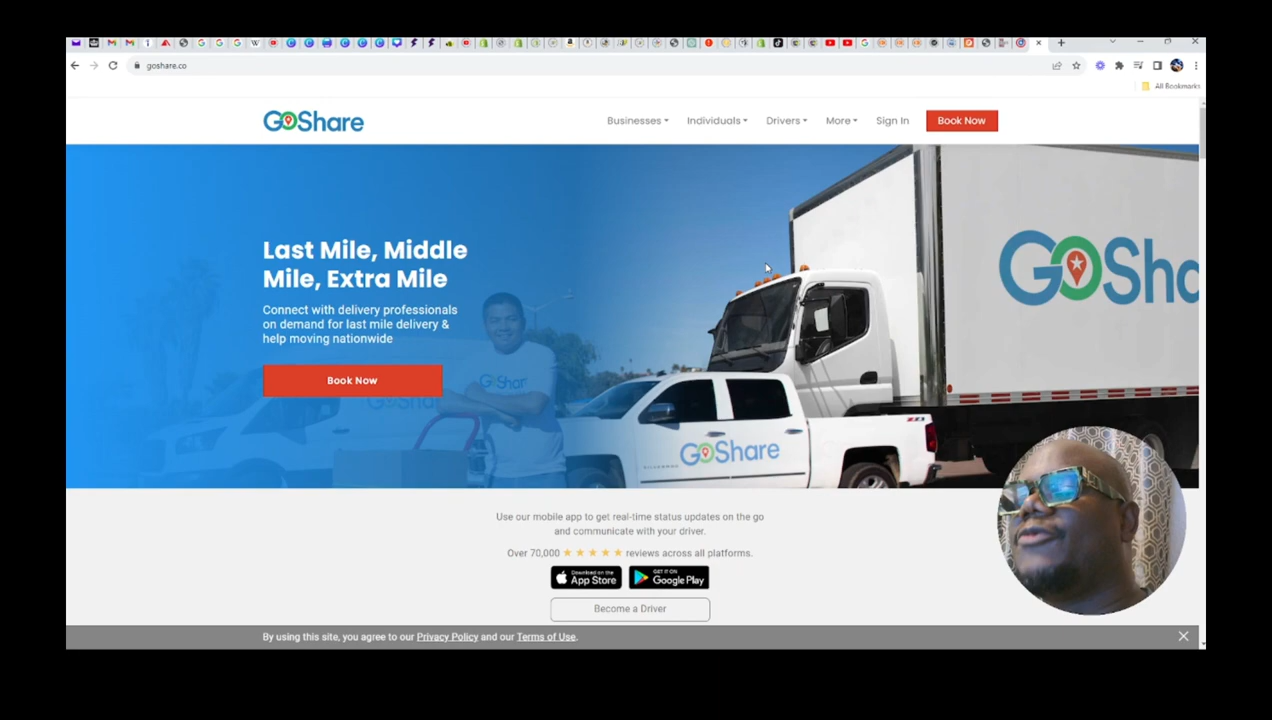 goshare.co
All Bookmarks
GoShare
Businesses
Individuals
Drivers
More
Sign In
Book Now
Last Mile, Middle
Mile, Extra Mile
Connect with delivery professionals
on demand for last mile delivery &
help moving nationwide
Book Now
GoShar
GoShare
GoSha
Use our mobile app to get real-time status updates on the go
and communicate with your driver.
Over 70,000 ★ ★ ★ ★ ★ reviews across all platforms.
Download on the
App Store
GET IT ON
Google Play
Become a Driver
By using this site, you agree to our Privacy Policy and our Terms of Use.